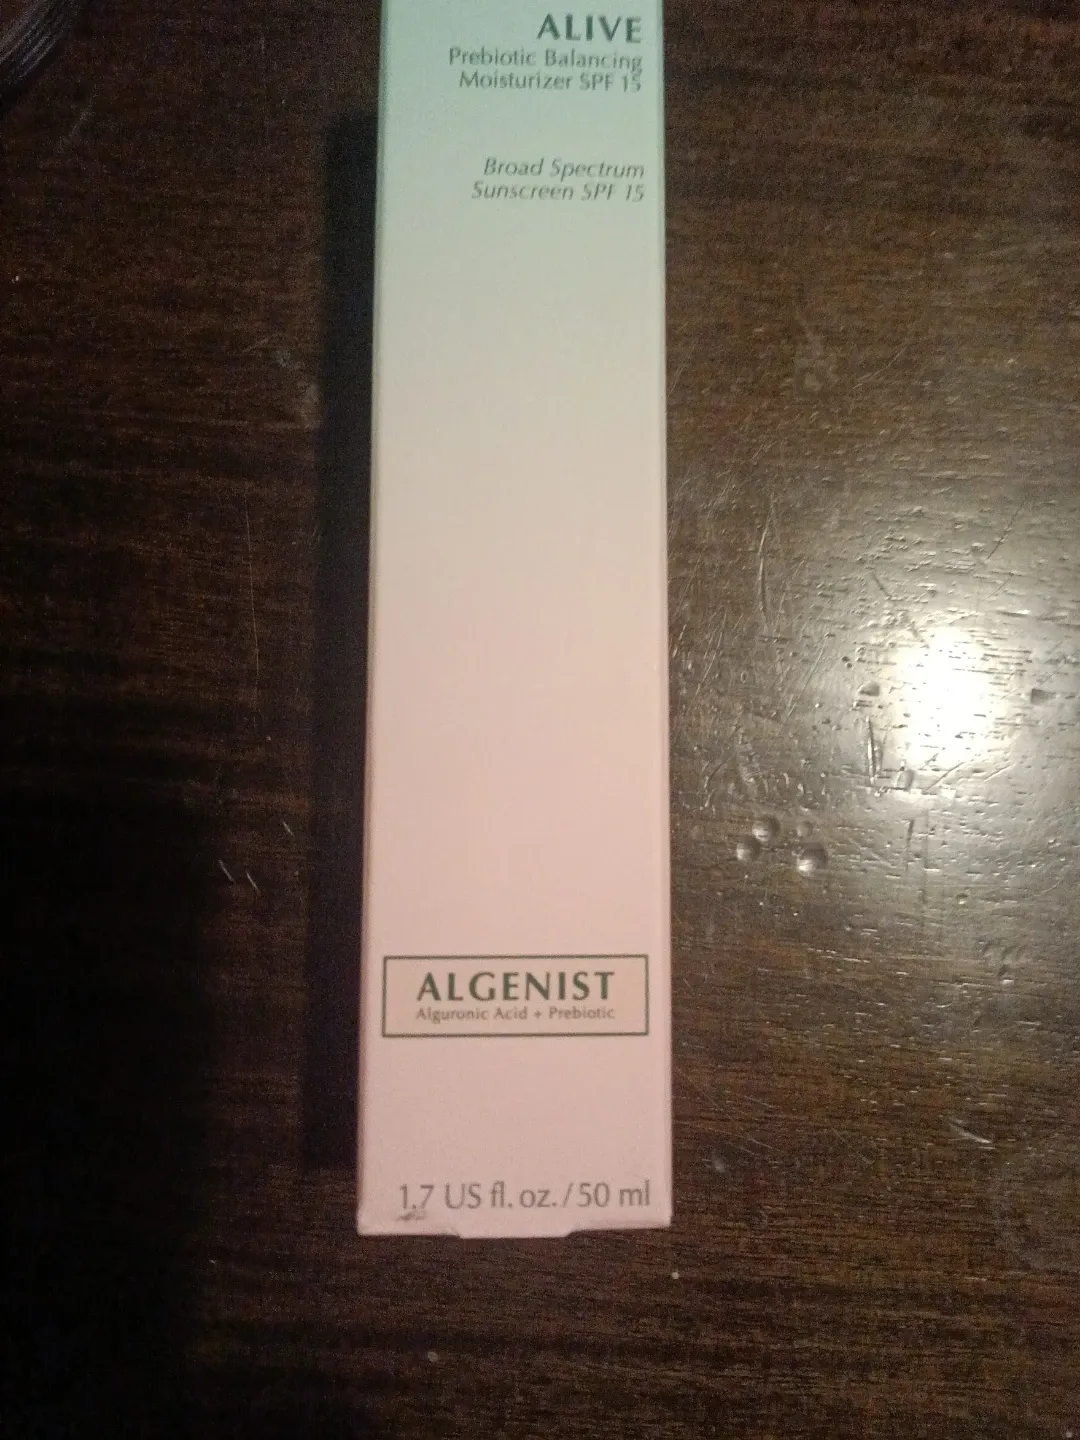 ALIVE
Prebiotic Balancing
Moisturizer SPF 15
Broad Spectrum
Sunscreen SPF 15
ALGENIST
Alguronic Acid + Prebiotic
1.7 US fl. oz. / 50 ml